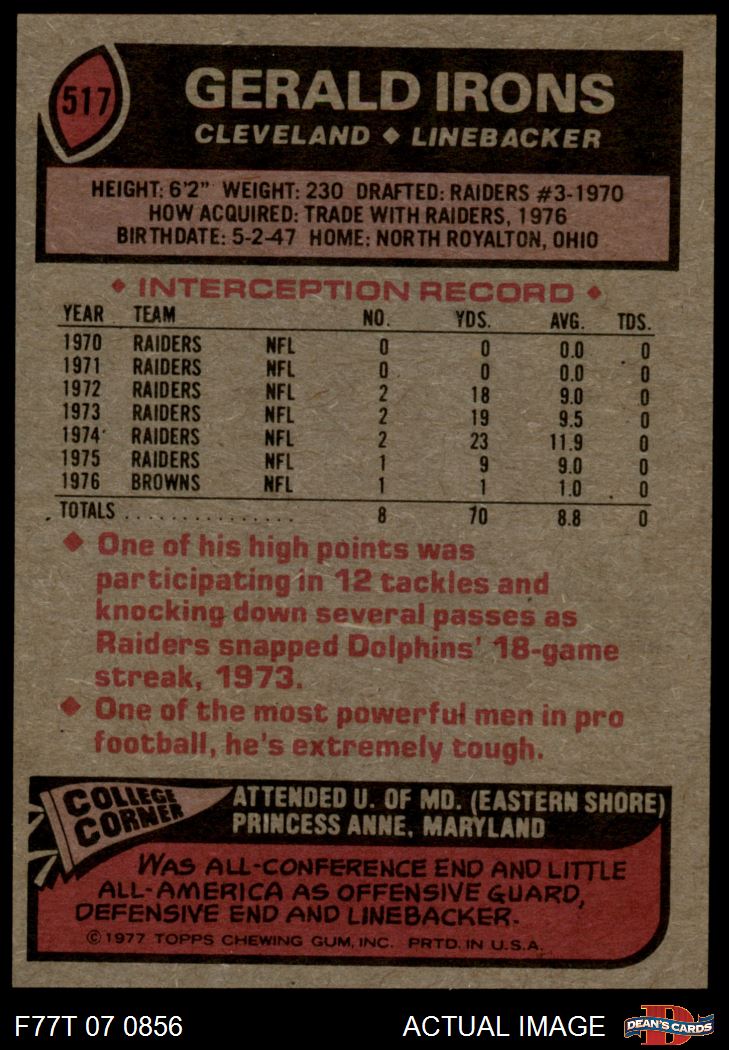 517
GERALD IRONS
CLEVELAND ◆ LINEBACKER
HEIGHT: 6'2" WEIGHT: 230 DRAFTED: RAIDERS #3-1970
HOW ACQUIRED: TRADE WITH RAIDERS, 1976
BIRTHDATE: 5-2-47 HOME: NORTH ROYALTON, OHIO
◆ INTERCEPTION RECORD ◆
YEAR TEAM NO. YDS. AVG. TDS.
1970 RAIDERS NFL 0 0 0.0 0
1971 RAIDERS NFL 0 0 0.0 0
1972 RAIDERS NFL 2 18 9.0 0
1973 RAIDERS NFL 2 19 9.5 0
1974 RAIDERS NFL 2 23 11.9 0
1975 RAIDERS NFL 1 9 9.0 0
1976 BROWNS NFL 1 1 1.0 0
TOTALS ................ 8 70 8.8 0
◆ One of his high points was
participating in 12 tackles and
knocking down several passes as
Raiders snapped Dolphins' 18-game
streak, 1973.
◆ One of the most powerful men in pro
football, he's extremely tough.
COLLEGE
CORNER
ATTENDED U. OF MD. (EASTERN SHORE)
PRINCESS ANNE, MARYLAND
WAS ALL-CONFERENCE END AND LITTLE
ALL-AMERICA AS OFFENSIVE GUARD,
DEFENSIVE END AND LINEBACKER.
© 1977 TOPPS CHEWING GUM, INC. PRTD. IN U.S.A.
F77T 07 0856
ACTUAL IMAGE
D
DEAN'S CARDS